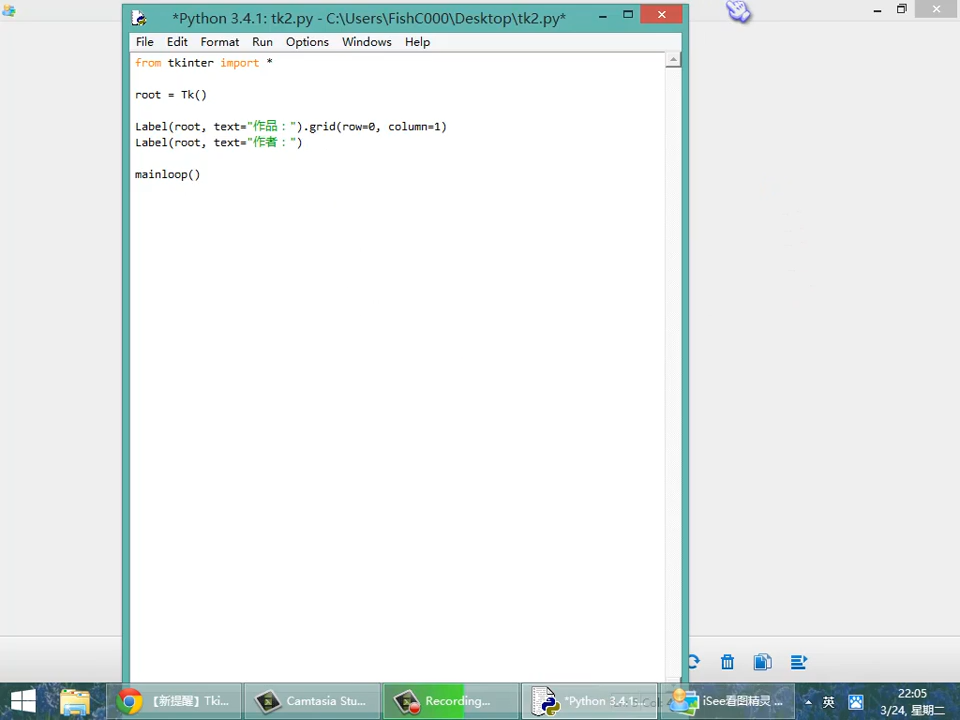 *Python 3.4.1: tk2.py - C:\Users\FishC000\Desktop\tk2.py*
File Edit Format Run Options Windows Help
from tkinter import *
root = Tk()
Label(root, text="作品：").grid(row=0, column=1)
Label(root, text="作者：")
mainloop()
【新提醒】Tki...
Camtasia Stu...
Recording...
*Python 3.4.1:...
iSee看图精灵 ...
英
22:05
3/24, 星期二